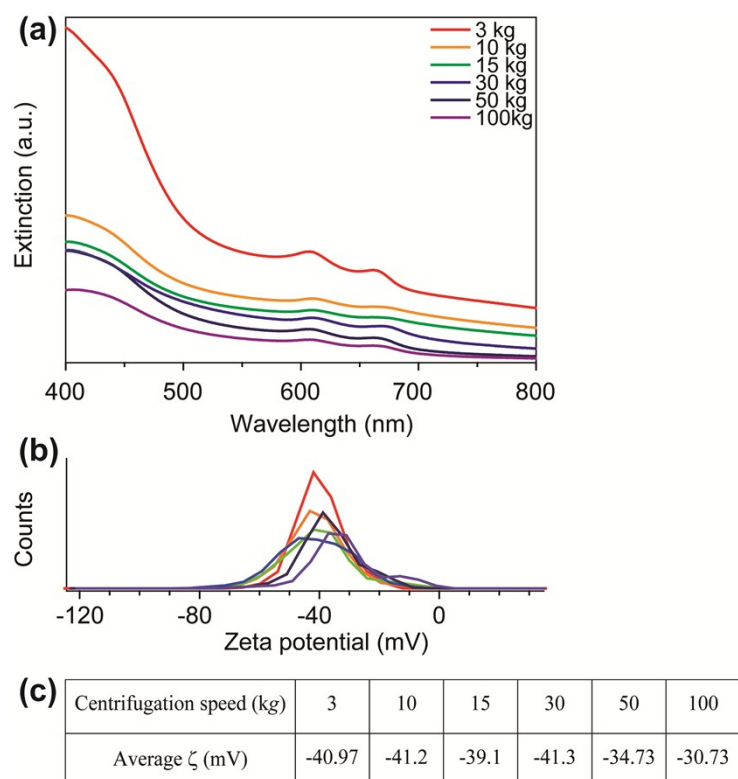 (a)
3 kg
10 kg
15 kg
30 kg
50 kg
100kg
Extinction (a.u.)
400 500 600 700 800
Wavelength (nm)
(b)
Counts
-120 -80 -40 0
Zeta potential (mV)
(c)
Centrifugation speed (kg) 3 10 15 30 50 100
Average ζ (mV) -40.97 -41.2 -39.1 -41.3 -34.73 -30.73